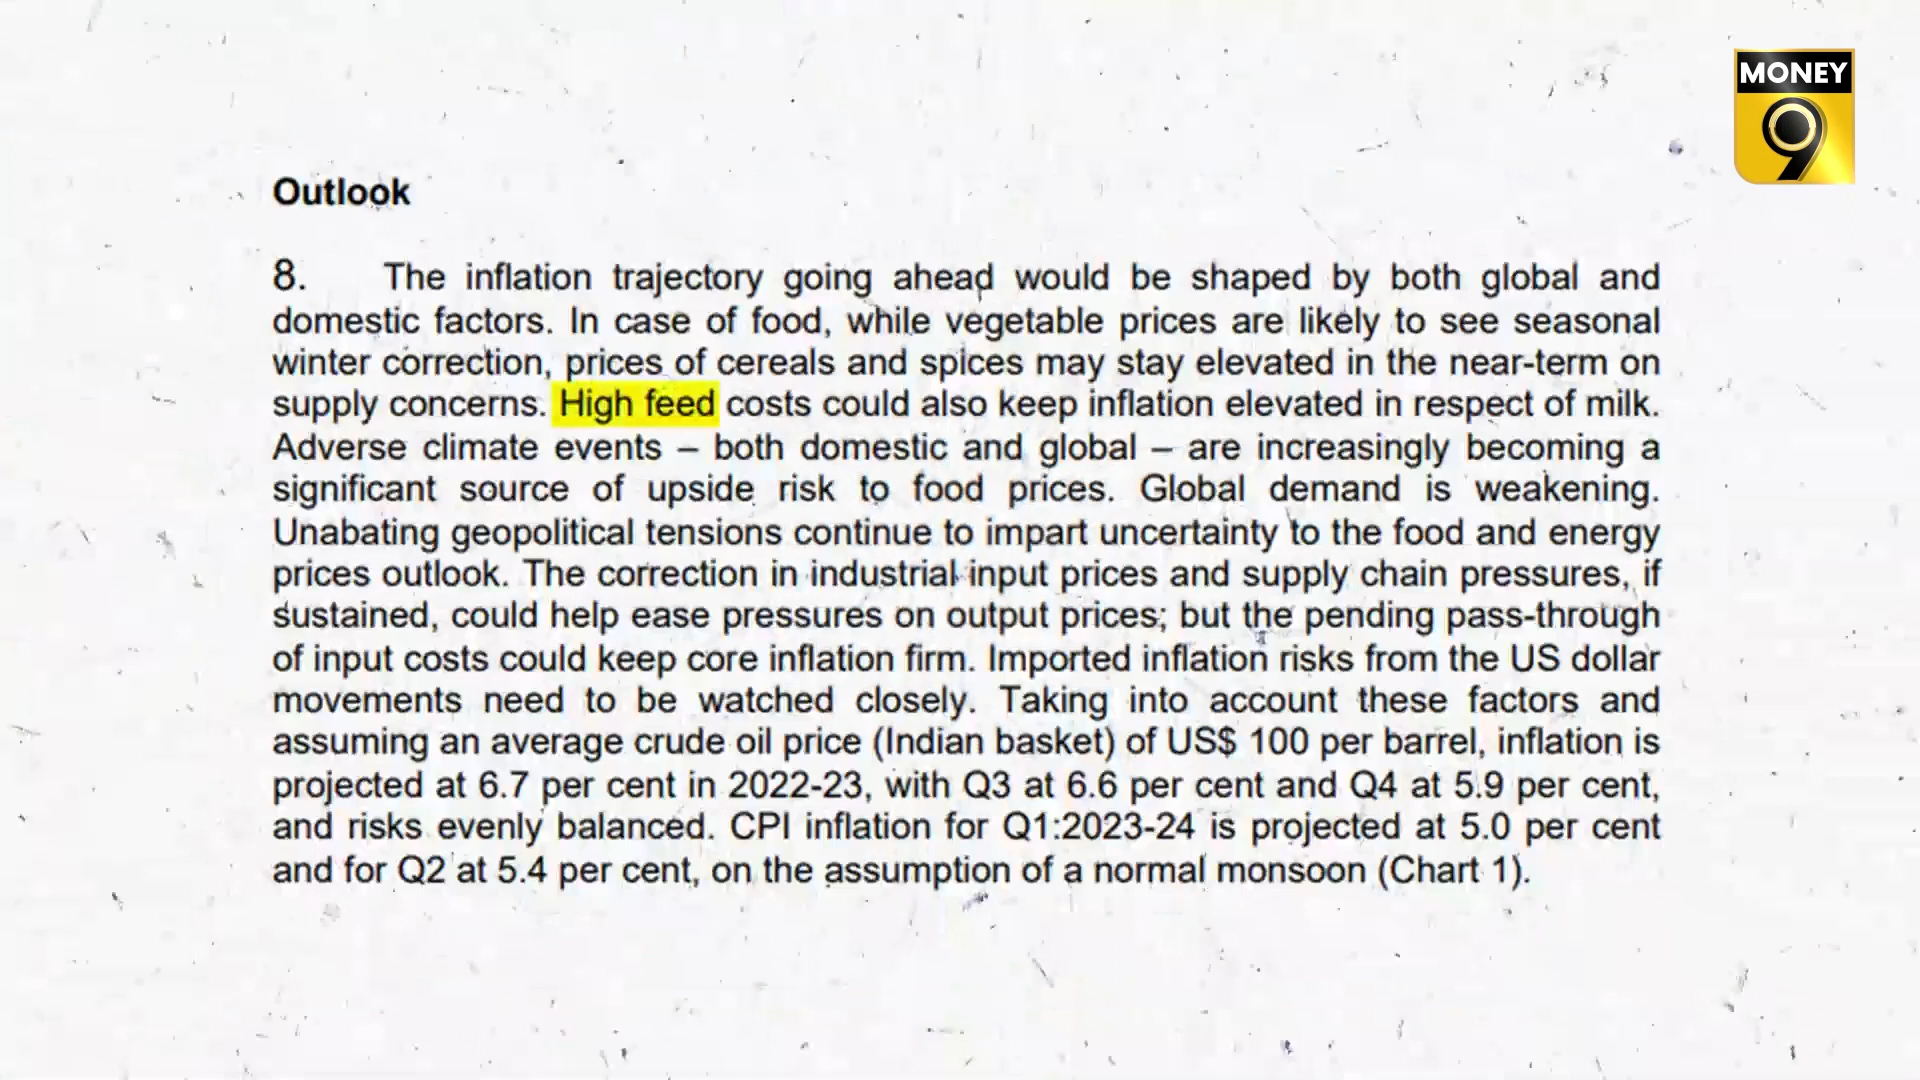 MONEY
9
Outlook
8. The inflation trajectory going ahead would be shaped by both global and
domestic factors. In case of food, while vegetable prices are likely to see seasonal
winter correction, prices of cereals and spices may stay elevated in the near-term on
supply concerns. High feed costs could also keep inflation elevated in respect of milk.
Adverse climate events – both domestic and global – are increasingly becoming a
significant source of upside risk to food prices. Global demand is weakening.
Unabating geopolitical tensions continue to impart uncertainty to the food and energy
prices outlook. The correction in industrial input prices and supply chain pressures, if
sustained, could help ease pressures on output prices; but the pending pass-through
of input costs could keep core inflation firm. Imported inflation risks from the US dollar
movements need to be watched closely. Taking into account these factors and
assuming an average crude oil price (Indian basket) of US$ 100 per barrel, inflation is
projected at 6.7 per cent in 2022-23, with Q3 at 6.6 per cent and Q4 at 5.9 per cent,
and risks evenly balanced. CPI inflation for Q1:2023-24 is projected at 5.0 per cent
and for Q2 at 5.4 per cent, on the assumption of a normal monsoon (Chart 1).